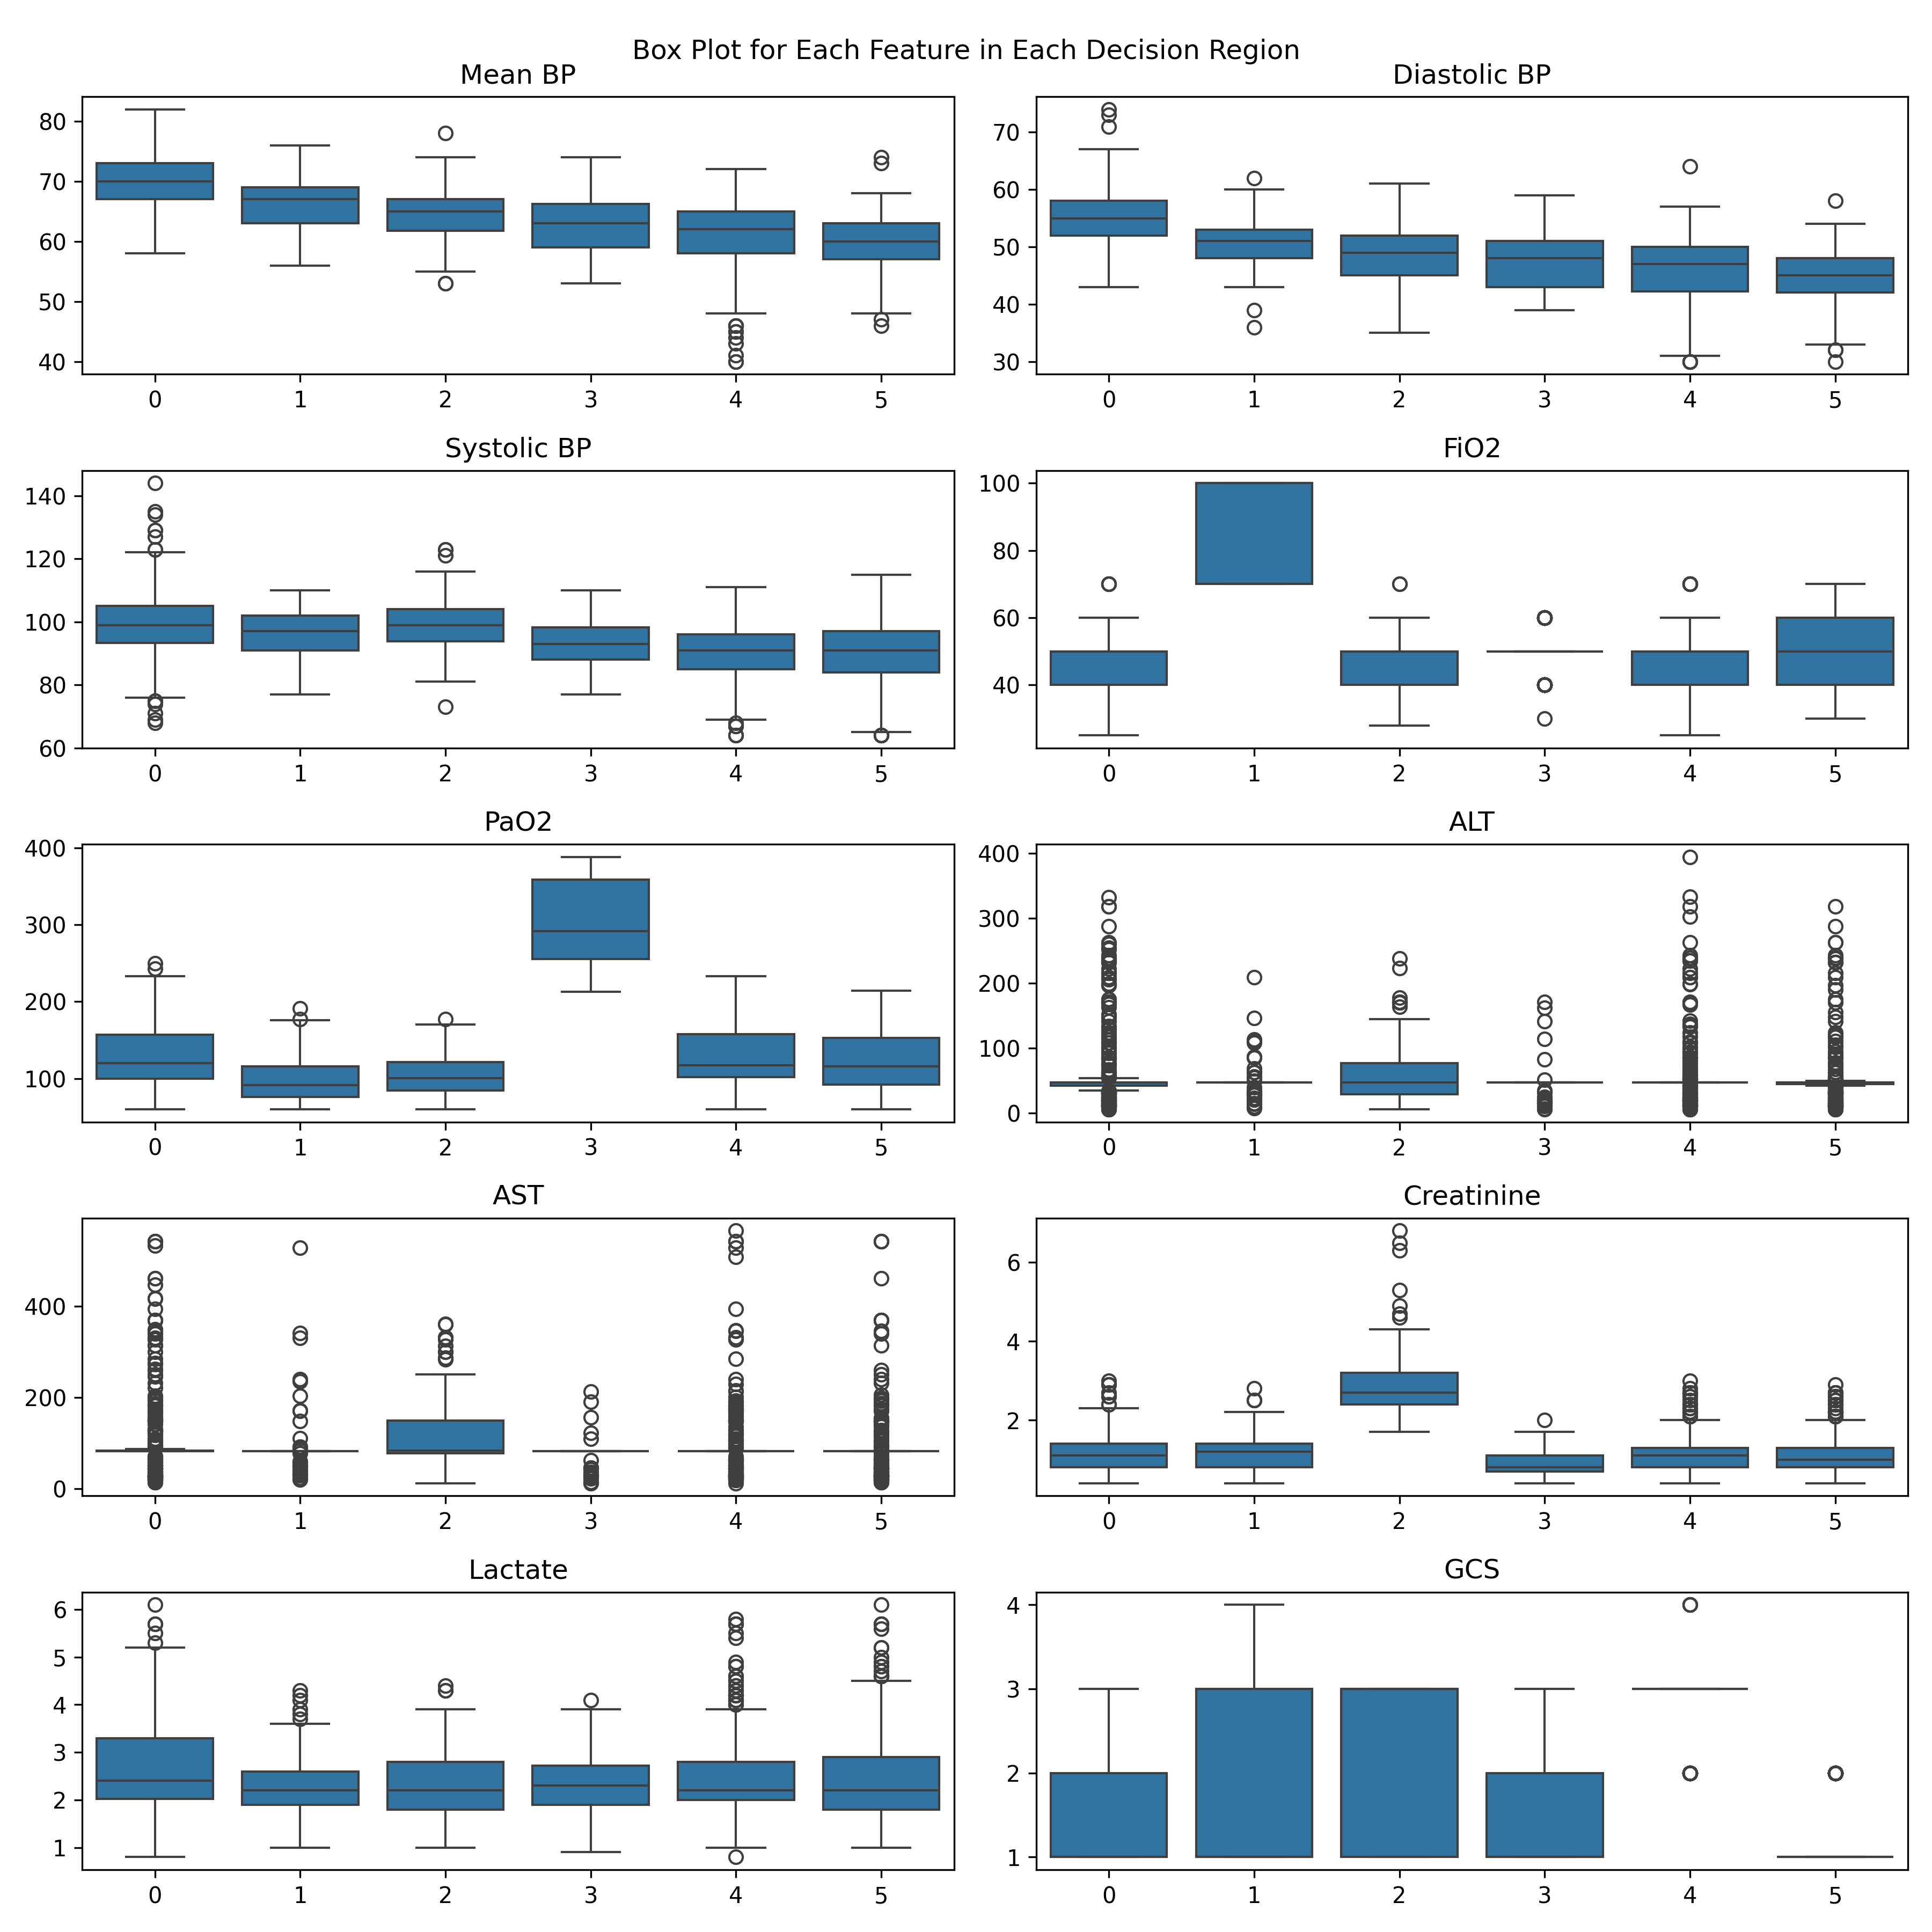 Box Plot for Each Feature in Each Decision Region
Mean BP
80
70
60
50
40
0 1 2 3 4 5
Diastolic BP
70
60
50
40
30
0 1 2 3 4 5
Systolic BP
140
120
100
80
60
0 1 2 3 4 5
FiO2
100
80
60
40
0 1 2 3 4 5
PaO2
400
300
200
100
0 1 2 3 4 5
ALT
400
300
200
100
0
0 1 2 3 4 5
AST
400
200
0
0 1 2 3 4 5
Creatinine
6
4
2
0 1 2 3 4 5
Lactate
6
5
4
3
2
1
0 1 2 3 4 5
GCS
4
3
2
1
0 1 2 3 4 5